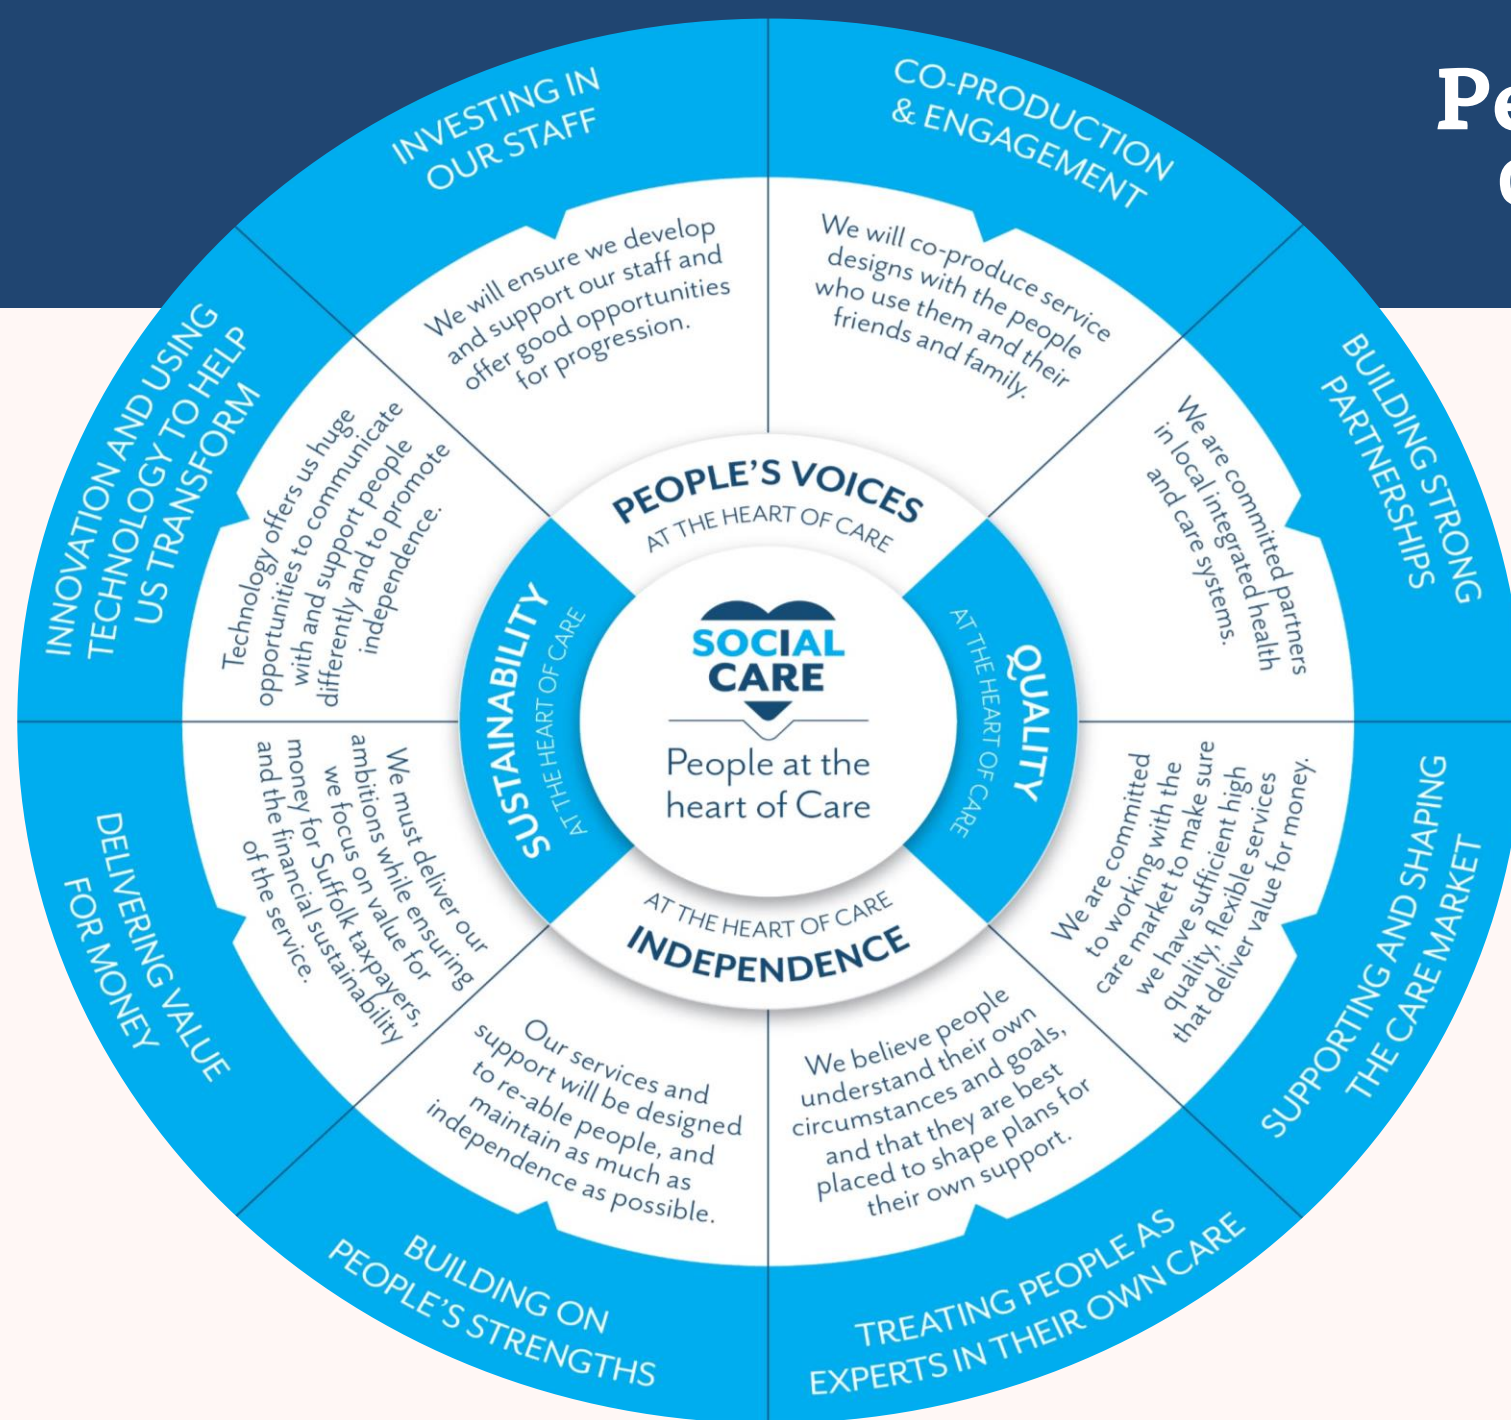 INVESTING IN
OUR STAFF
We will ensure we develop
and support our staff and
offer good opportunities
for progression.
CO-PRODUCTION
& ENGAGEMENT
We will co-produce service
designs with the people
who use them and their
friends and family.
BUILDING STRONG
PARTNERSHIPS
We are committed partners
in local integrated health
and care systems.
SUPPORTING AND SHAPING
THE CARE MARKET
We are committed
to working with the
care market to make sure
we have sufficient high
quality, flexible services
that deliver value for money.
TREATING PEOPLE AS
EXPERTS IN THEIR OWN CARE
We believe people
understand their own
circumstances and goals,
and that they are best
placed to shape plans for
their own support.
BUILDING ON
PEOPLE'S STRENGTHS
Our services and
support will be designed
to re-able people, and
maintain as much as
independence as possible.
DELIVERING VALUE
FOR MONEY
We must deliver our
ambitions while ensuring
we focus on value for
money for Suffolk taxpayers,
and the financial sustainability
of the service.
INNOVATION AND USING
TECHNOLOGY TO HELP
US TRANSFORM
Technology offers us huge
opportunities to communicate
with and support people
differently and to promote
independence.
PEOPLE'S VOICES
AT THE HEART OF CARE
QUALITY
AT THE HEART OF CARE
AT THE HEART OF CARE
INDEPENDENCE
SUSTAINABILITY
AT THE HEART OF CARE
SOCIAL
CARE
People at the
heart of Care